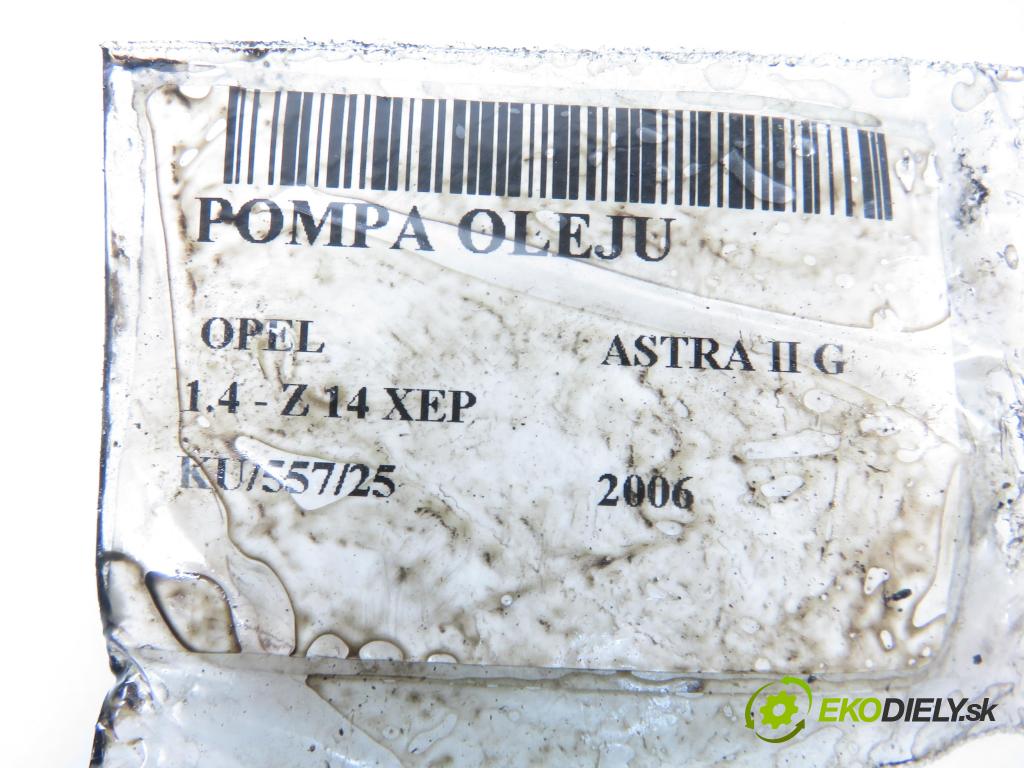 POMPA OLEJU
OPEL ASTRA II G
1.4 - Z 14 XEP
KU/557/25 2006
EKODIELY.sk